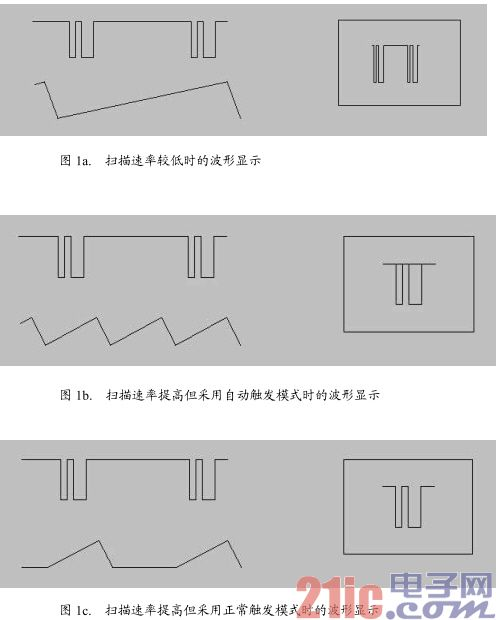 图 1a. 扫描速率较低时的波形显示
图 1b. 扫描速率提高但采用自动触发模式时的波形显示
图 1c. 扫描速率提高但采用正常触发模式时的波形显示
21ic 电子网
.com